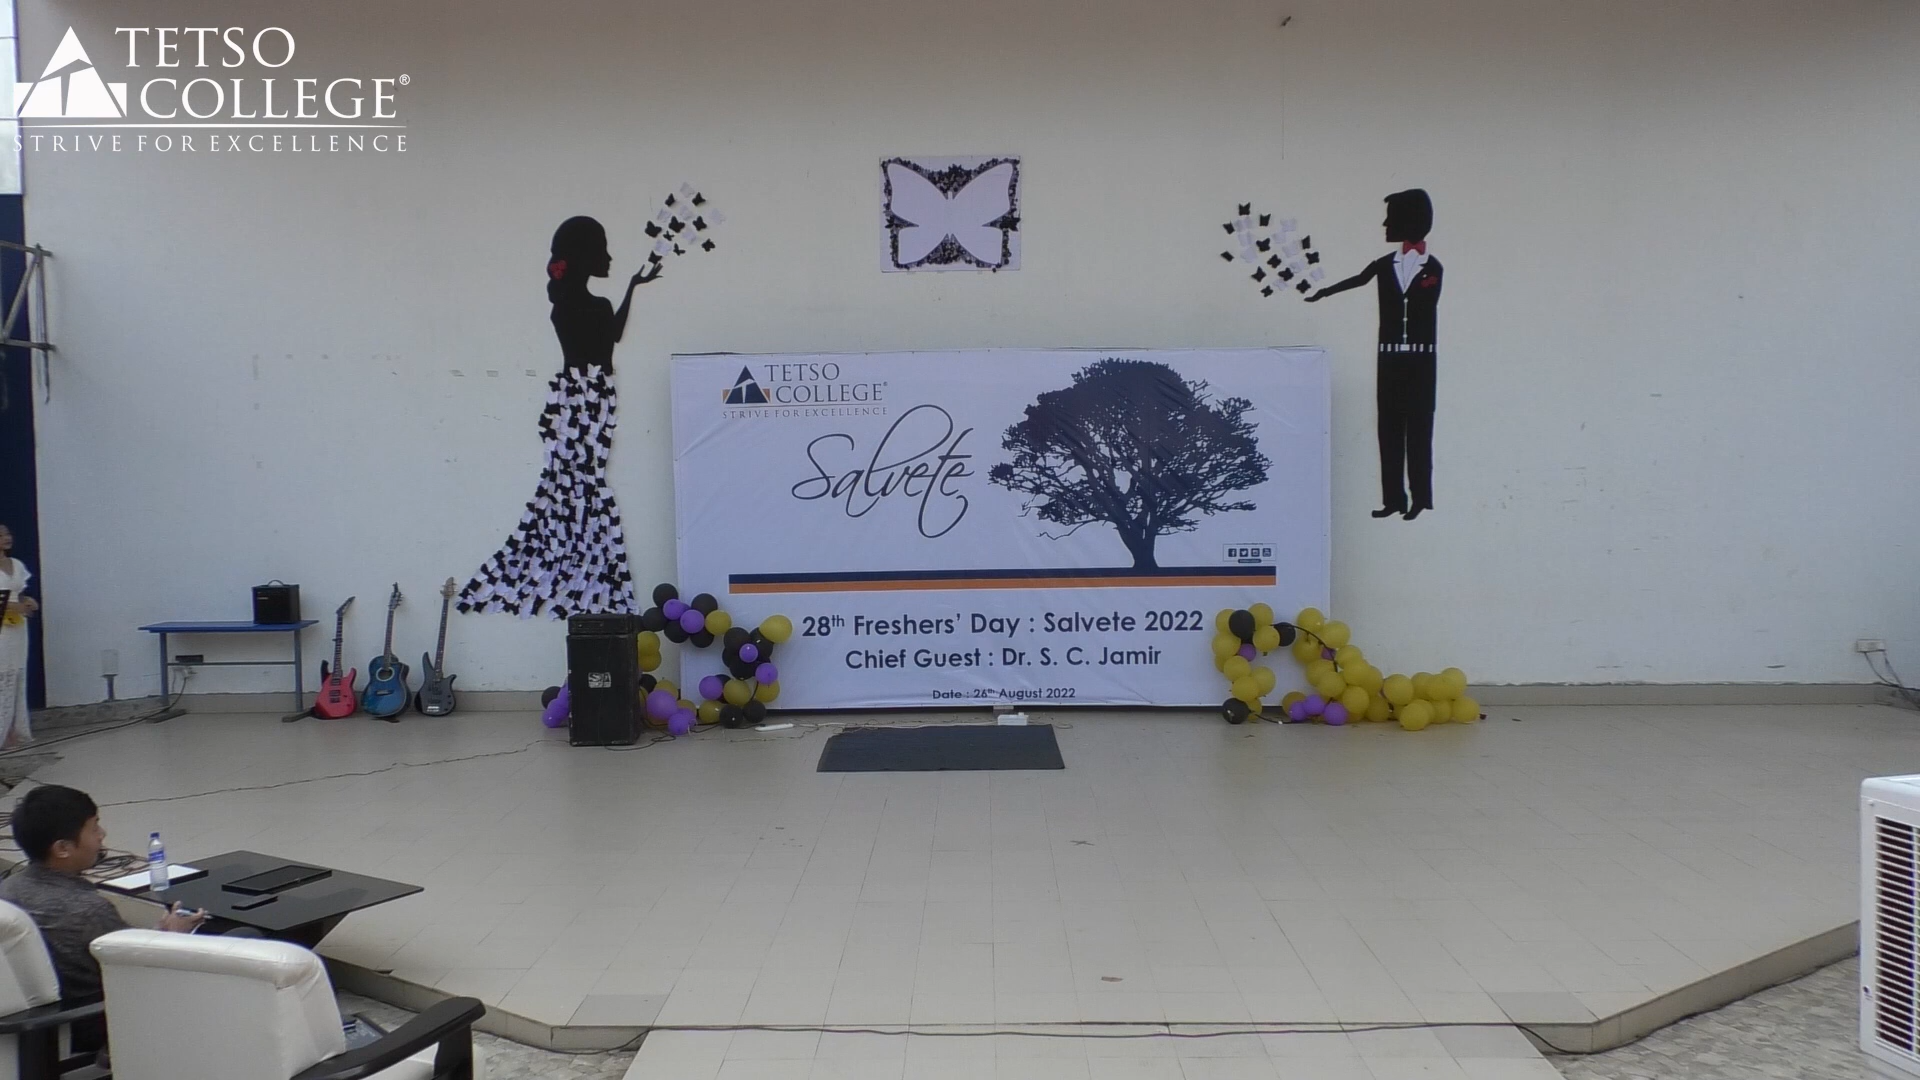 TETSO
COLLEGE®
STRIVE FOR EXCELLENCE
TETSO
COLLEGE®
STRIVE FOR EXCELLENCE
Salvete
28th Freshers' Day : Salvete 2022
Chief Guest : Dr. S. C. Jamir
Date : 26th August 2022